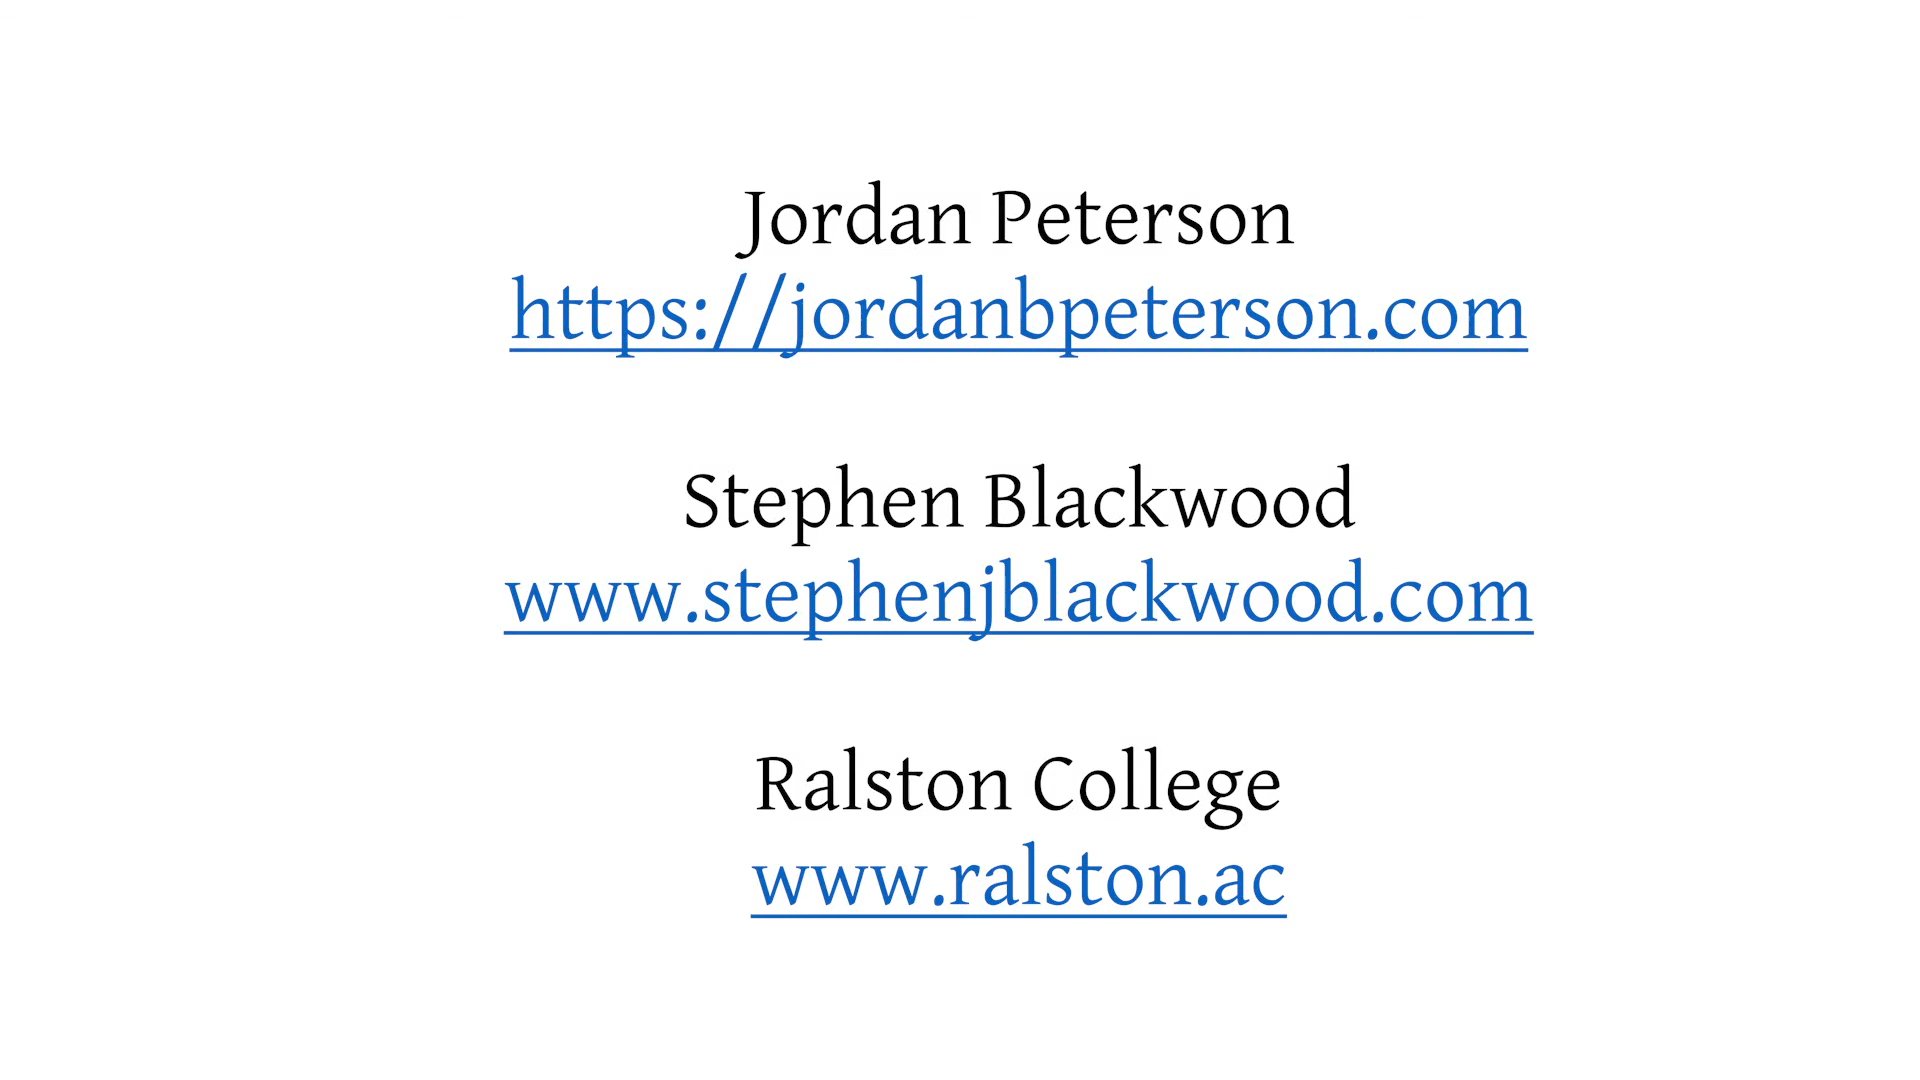 Jordan Peterson
https://jordanbpeterson.com
Stephen Blackwood
www.stephenjblackwood.com
Ralston College
www.ralston.ac